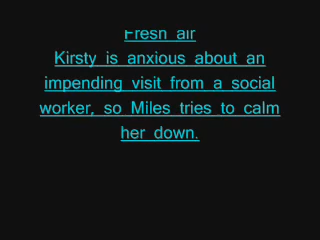 Fresh air
Kirsty is anxious about an
impending visit from a social
worker, so Miles tries to calm
her down.